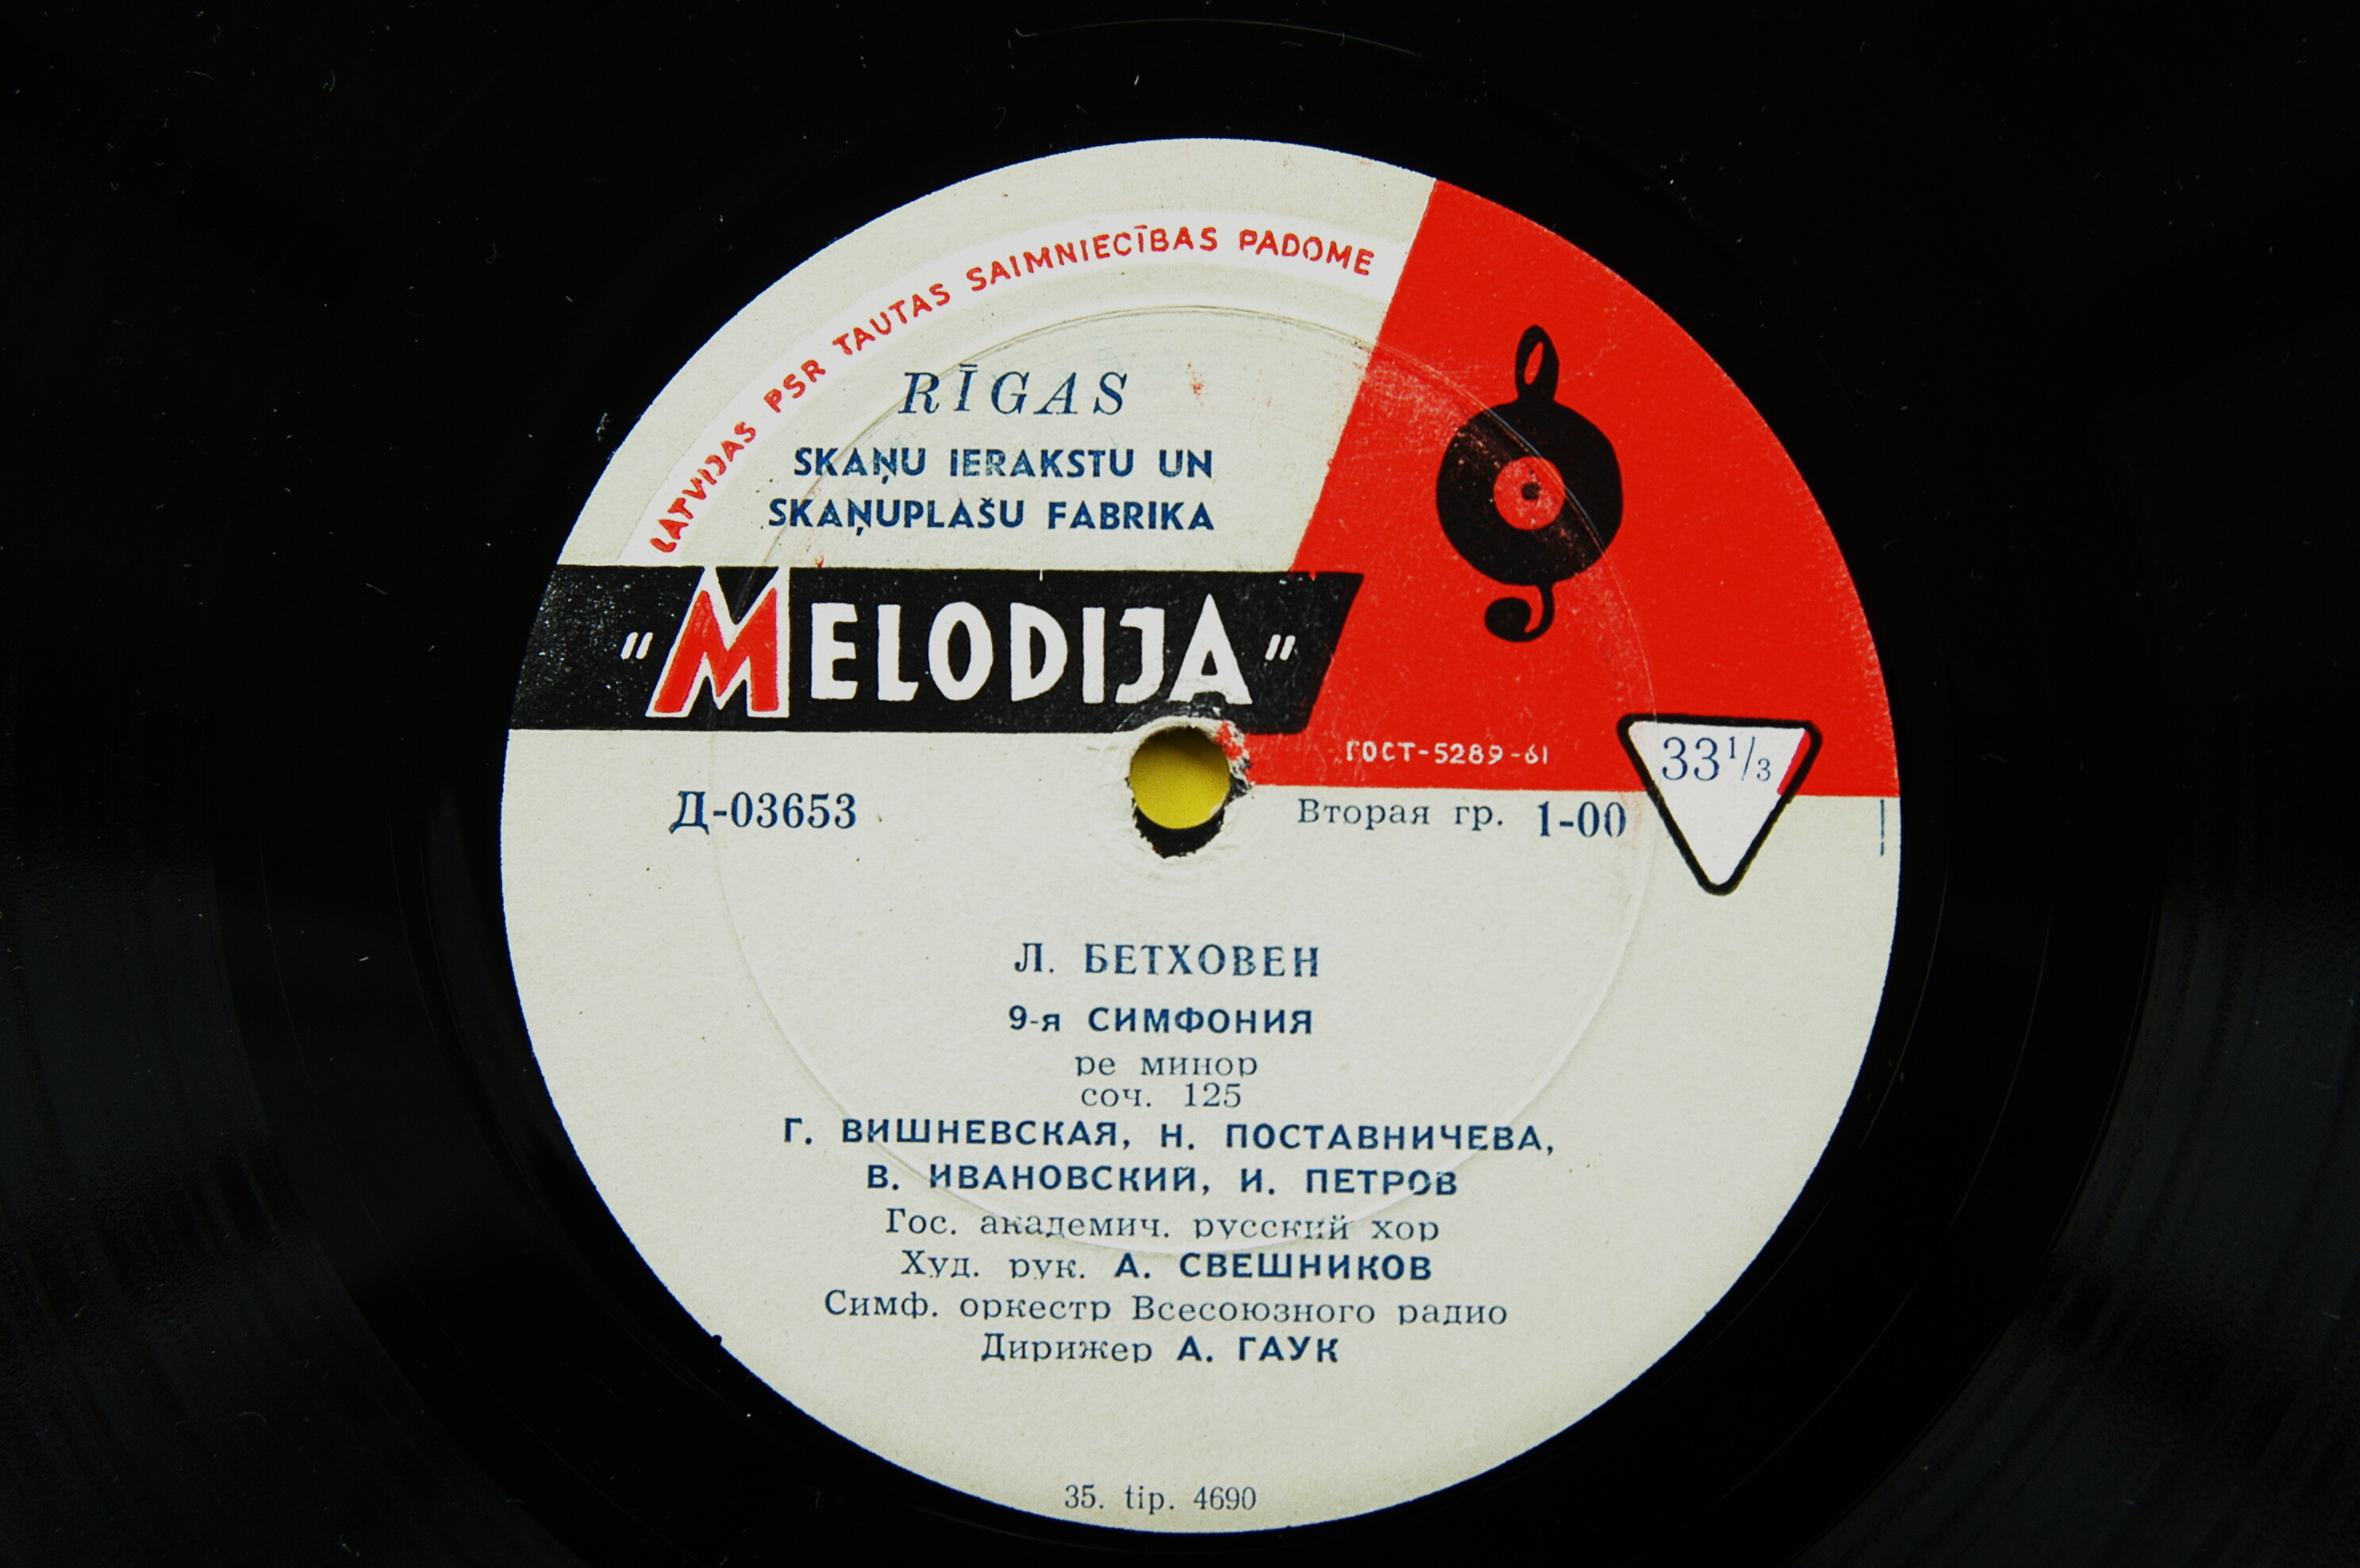 LATVIJAS PSR TAUTAS SAIMNIECĪBAS PADOME
RĪGAS
SKAŅU IERAKSTU UN
SKAŅUPLAŠU FABRIKA
"MELODIJA"
ГОСТ-5289-61
33 1/3
Д-03653
Вторая гр. 1-00
Л. БЕТХОВЕН
9-я СИМФОНИЯ
ре минор
соч. 125
Г. ВИШНЕВСКАЯ, Н. ПОСТАВНИЧЕВА,
В. ИВАНОВСКИЙ, И. ПЕТРОВ
Гос. академич. русский хор
Худ. рук. А. СВЕШНИКОВ
Симф. оркестр Всесоюзного радио
Дирижер А. ГАУК
35. tip. 4690